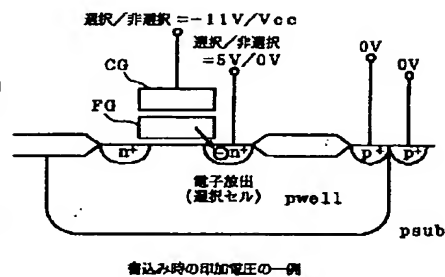 選択/非選択=-11V/Vcc
選択/非選択
=5V/0V
CG
FG
0V
0V
n+
n+
p+
p+
電子放出
(選択セル)
pwell
psub
書込み時の印加電圧の一例